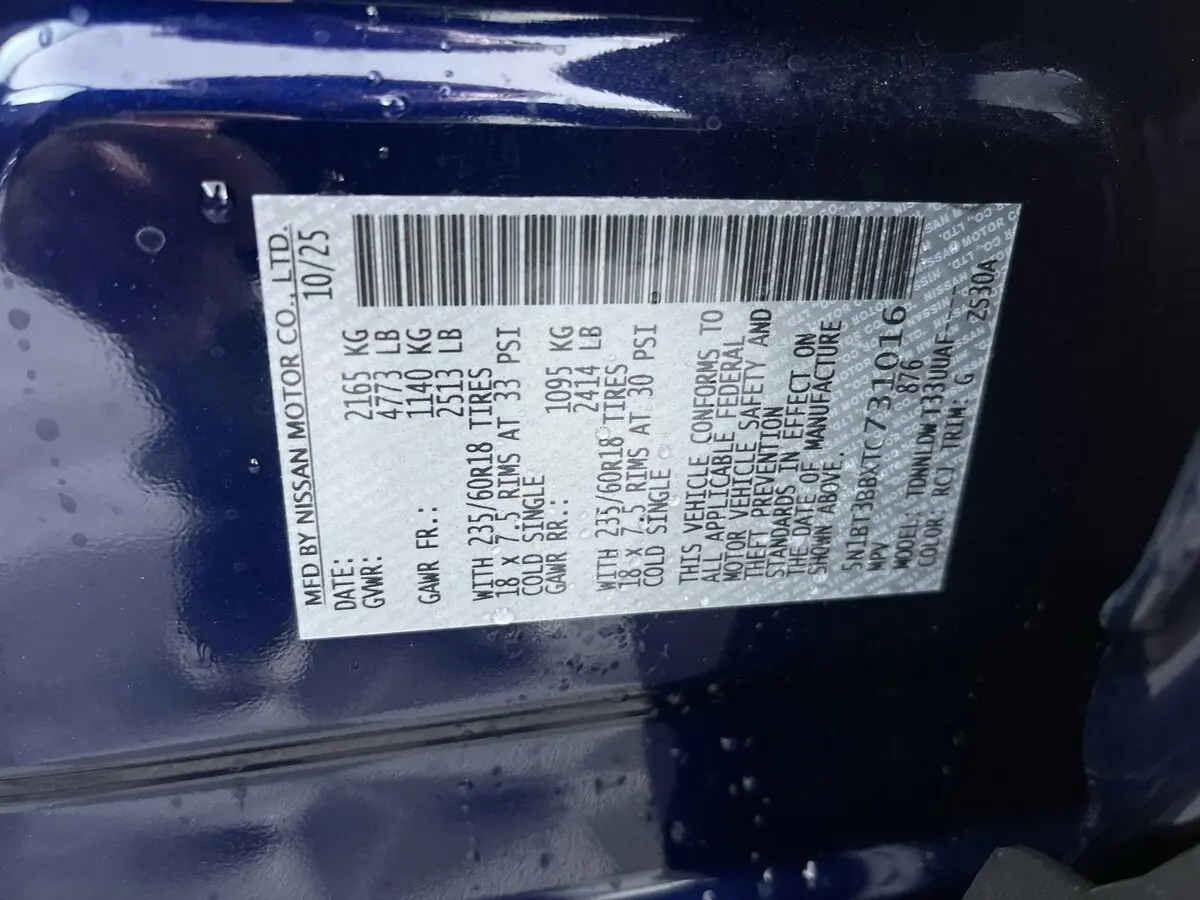 MFD BY NISSAN MOTOR CO., LTD.
DATE: 10/25
GVWR: 2165 KG
4773 LB
GAWR FR.: 1140 KG
2513 LB
WITH 235/60R18 TIRES
18 X 7.5 RIMS AT 33 PSI
COLD SINGLE
GAWR RR.: 1095 KG
2414 LB
WITH 235/60R18 TIRES
18 X 7.5 RIMS AT 30 PSI
COLD SINGLE
THIS VEHICLE CONFORMS TO
ALL APPLICABLE FEDERAL
MOTOR VEHICLE SAFETY AND
THEFT PREVENTION
STANDARDS IN EFFECT ON
THE DATE OF MANUFACTURE
SHOWN ABOVE.
5N1BT3BBXTC731016
MPV 876
MODEL: TDNNLDWT33UUAF----
COLOR: RCJ TRIM: G ZS30A